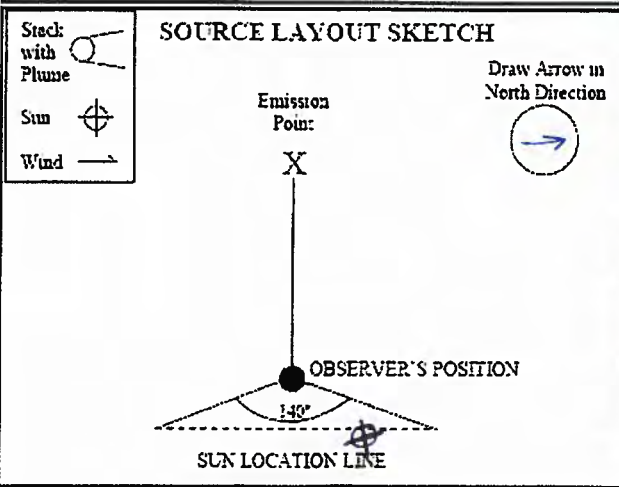 Stack
with
Plume
Sun
Wind
SOURCE LAYOUT SKETCH
Draw Arrow in
North Direction
Emission
Point
X
OBSERVER'S POSITION
140°
SUN LOCATION LINE